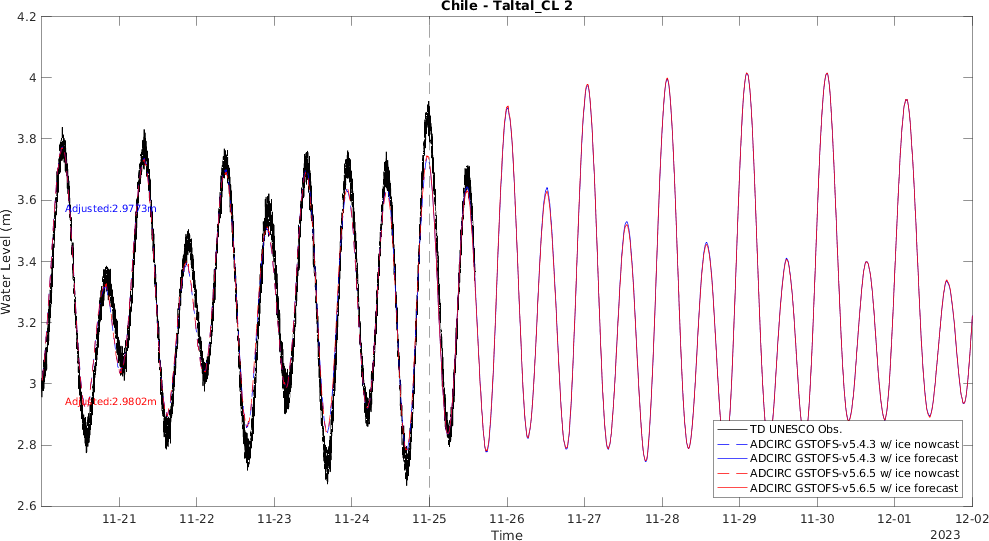 Chile - Taltal_CL 2
4.2
4
3.8
3.6
3.4
3.2
3
2.8
2.6
Water Level (m)
Adjusted:2.9773m
Adjusted:2.9802m
TD UNESCO Obs.
ADCIRC GSTOFS-v5.4.3 w/ ice nowcast
ADCIRC GSTOFS-v5.4.3 w/ ice forecast
ADCIRC GSTOFS-v5.6.5 w/ ice nowcast
ADCIRC GSTOFS-v5.6.5 w/ ice forecast
11-21 11-22 11-23 11-24 11-25 11-26 11-27 11-28 11-29 11-30 12-01 12-02
Time
2023